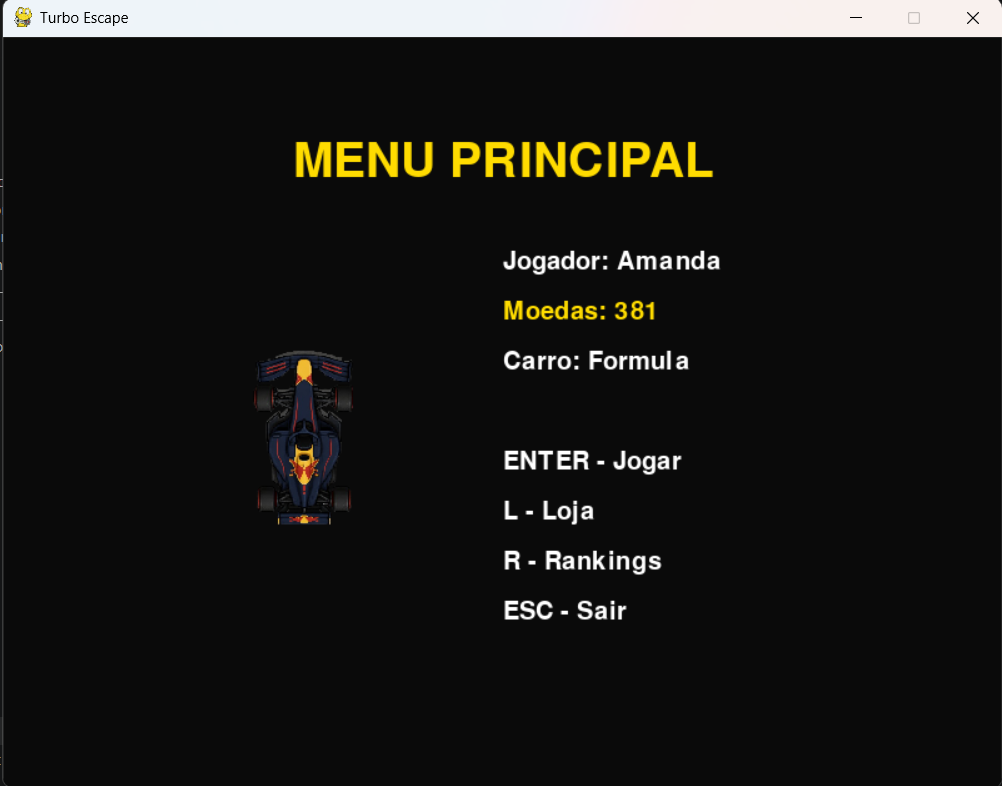 Turbo Escape
MENU PRINCIPAL
Jogador: Amanda
Moedas: 381
Carro: Formula
ENTER - Jogar
L - Loja
R - Rankings
ESC - Sair